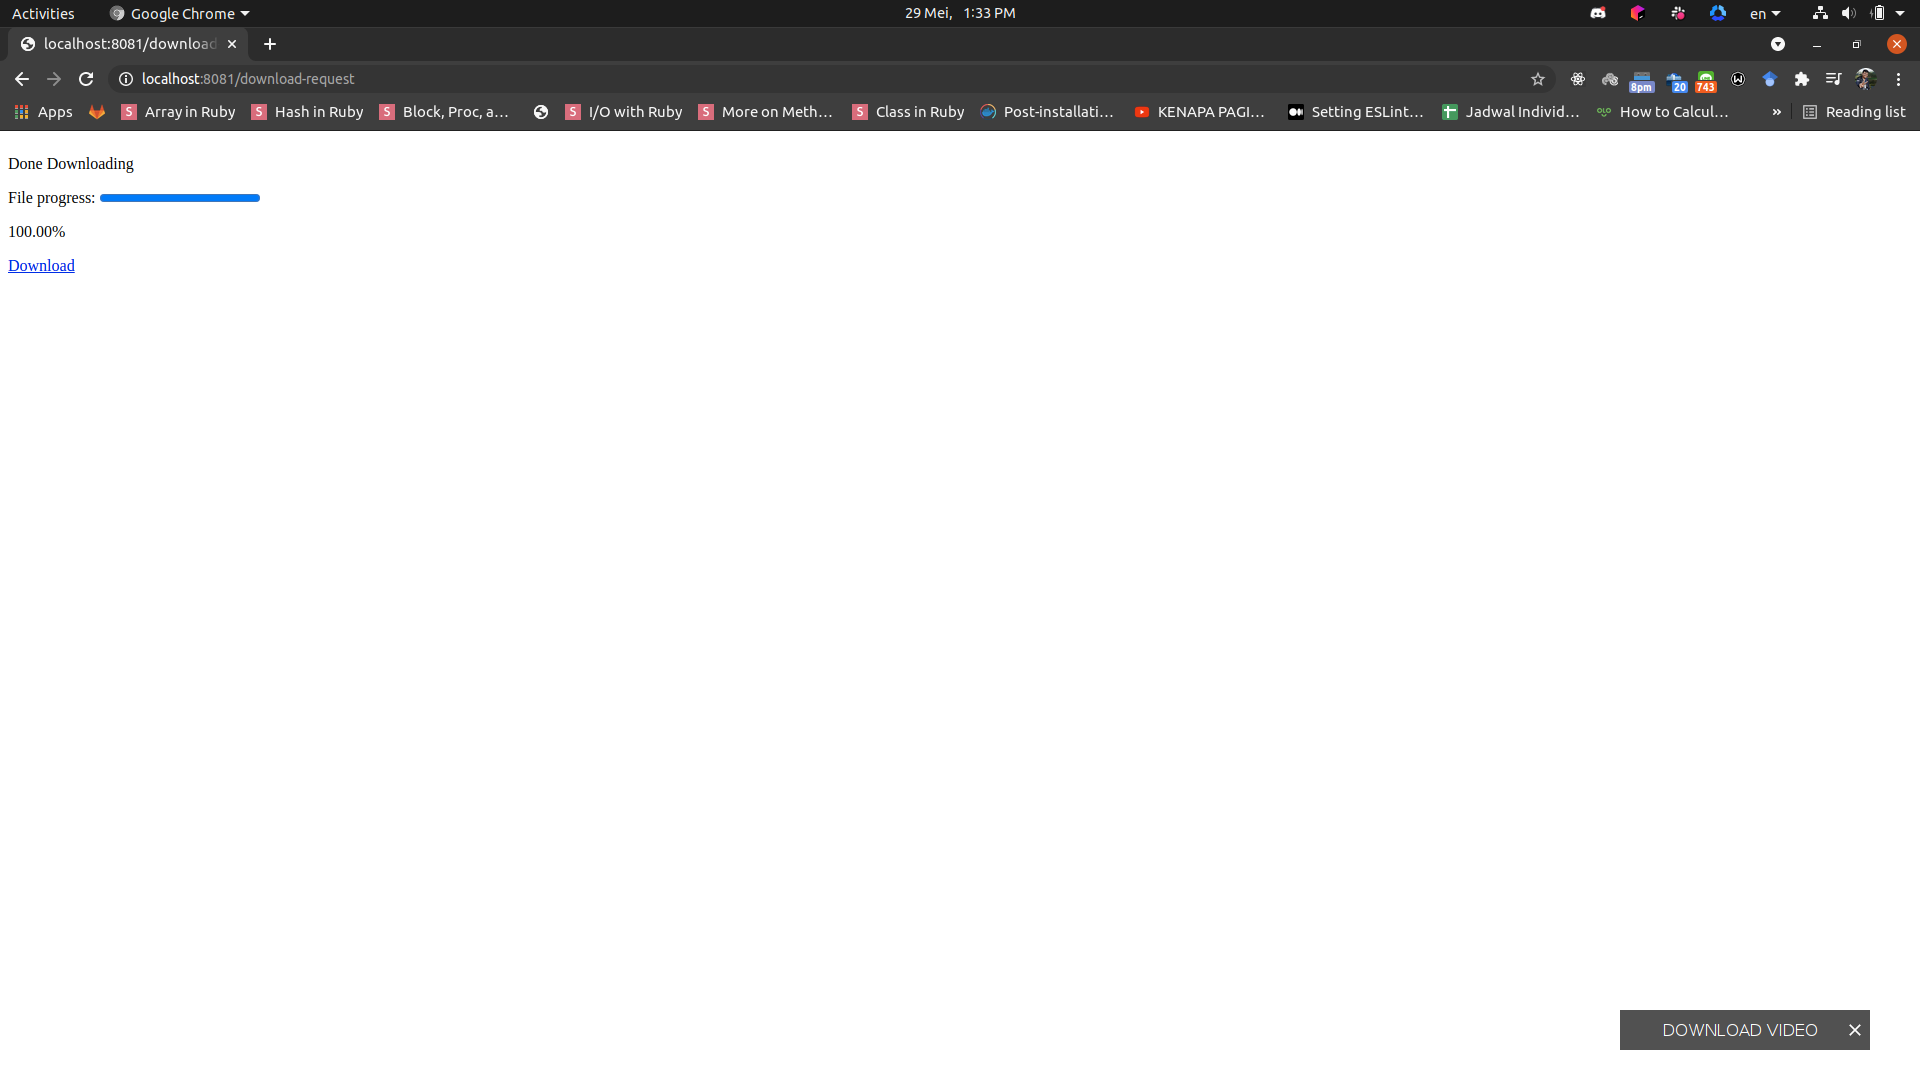 Activities
Google Chrome
29 Mei, 1:33 PM
en
localhost:8081/download
localhost:8081/download-request
8pm
20
743
Apps
Array in Ruby
Hash in Ruby
Block, Proc, a...
I/O with Ruby
More on Meth...
Class in Ruby
Post-installati...
KENAPA PAGI...
Setting ESLint...
Jadwal Individ...
How to Calcul...
»
Reading list
Done Downloading
File progress:
100.00%
Download
DOWNLOAD VIDEO